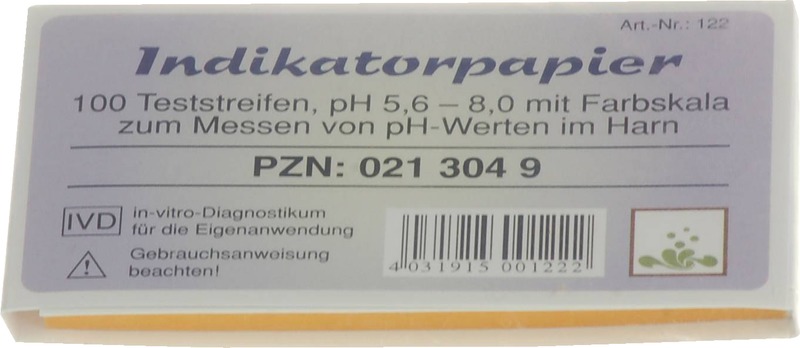 Art.-Nr.: 122
Indikatorpapier
100 Teststreifen, pH 5,6 – 8,0 mit Farbskala
zum Messen von pH-Werten im Harn
PZN: 021 304 9
IVD
in-vitro-Diagnostikum
für die Eigenanwendung
Gebrauchsanweisung
beachten!
4 031915 001222